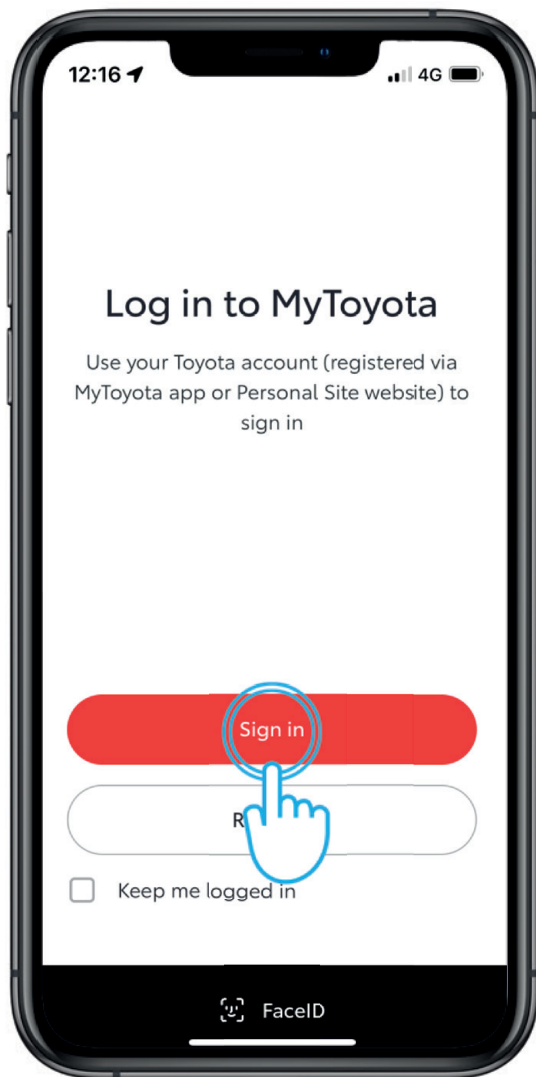 12:16
4G
Log in to MyToyota
Use your Toyota account (registered via
MyToyota app or Personal Site website) to
sign in
Sign in
Keep me logged in
FaceID